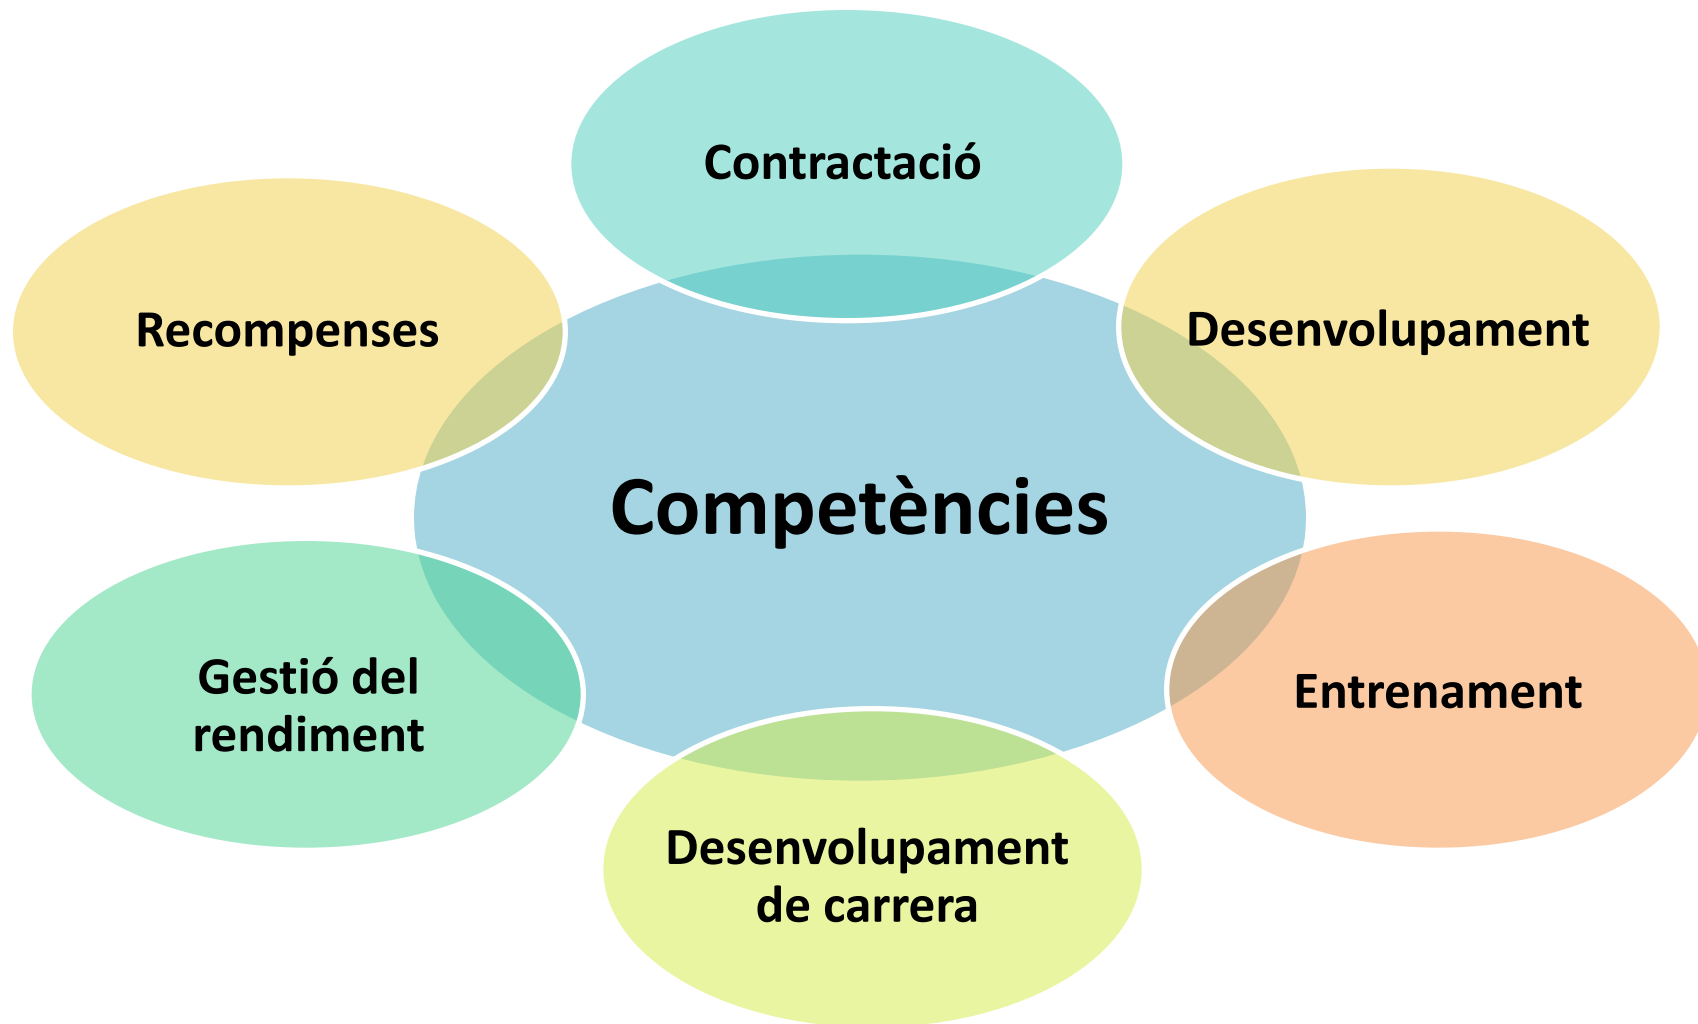 Contractació
Recompenses
Desenvolupament
Competències
Gestió del
rendiment
Entrenament
Desenvolupament
de carrera